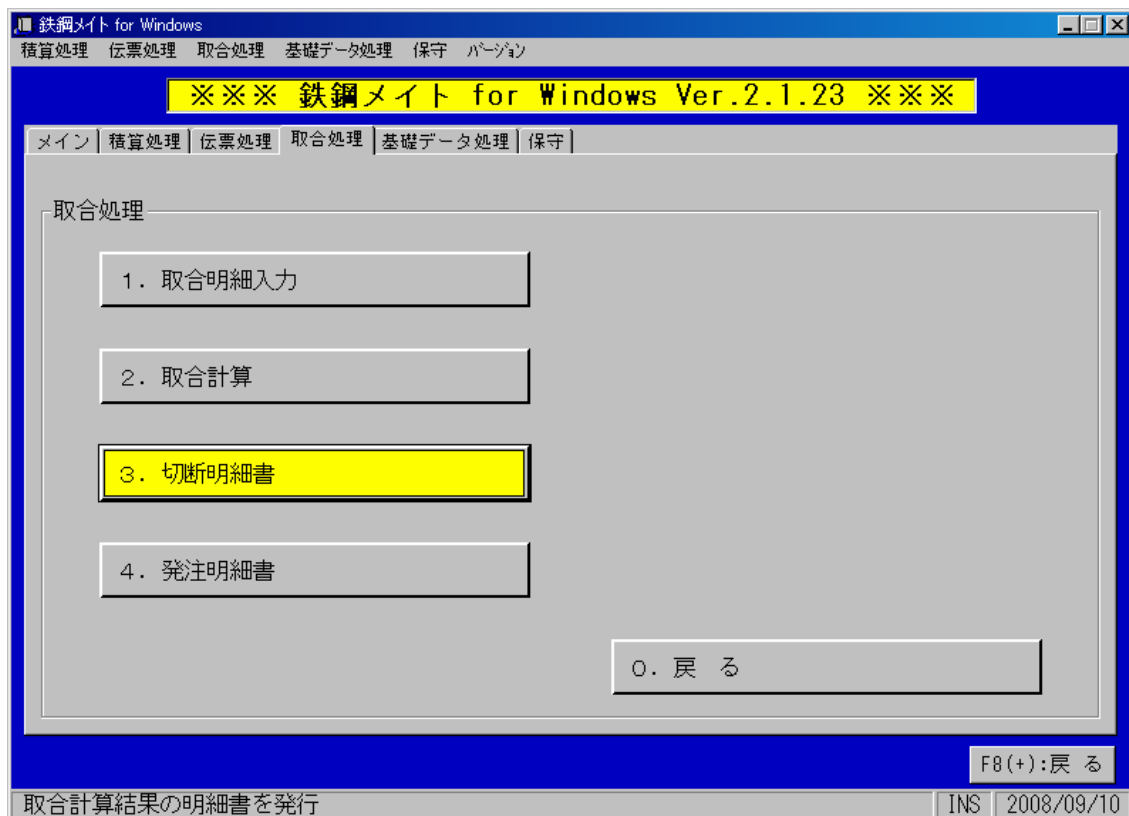 鉄鋼メイト for Windows
積算処理 伝票処理 取合処理 基礎データ処理 保守 バージョン
※※※ 鉄鋼メイト for Windows Ver.2.1.23 ※※※
メイン 積算処理 伝票処理 取合処理 基礎データ処理 保守
取合処理
1. 取合明細入力
2. 取合計算
3. 切断明細書
4. 発注明細書
0. 戻 る
F8(+):戻 る
取合計算結果の明細書を発行 INS 2008/09/10